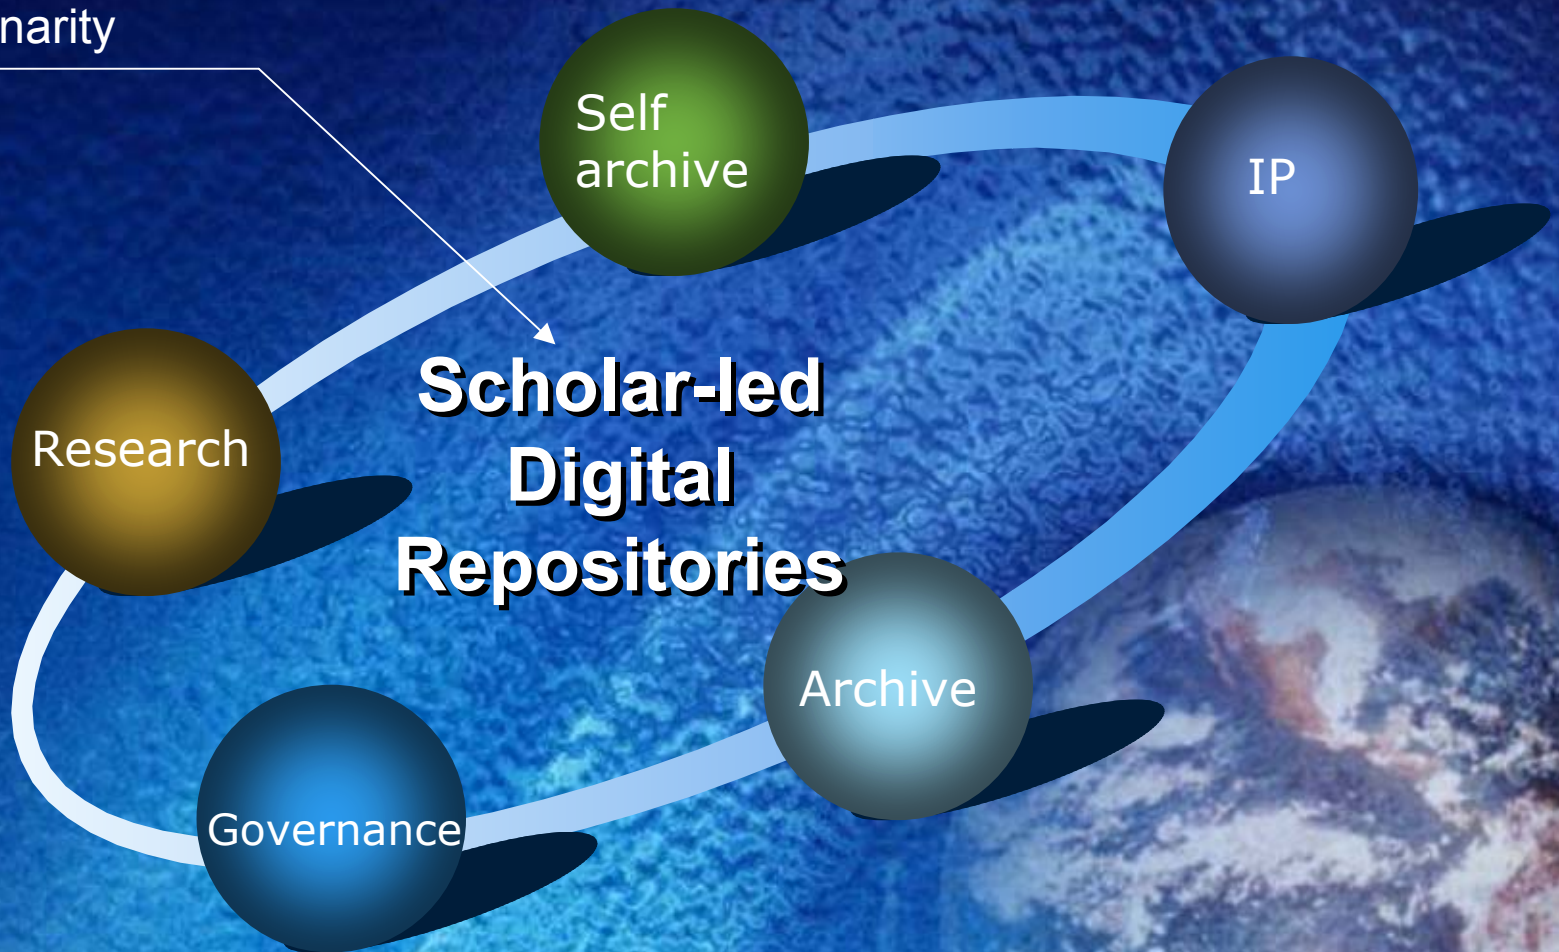 narity
Self
archive
IP
Scholar-led
Digital
Repositories
Research
Archive
Governance